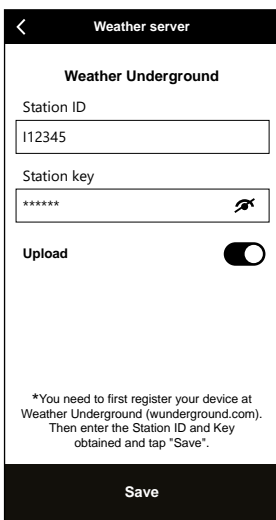 Weather server
Weather Underground
Station ID
I12345
Station key
******
Upload
*You need to first register your device at
Weather Underground (wunderground.com).
Then enter the Station ID and Key
obtained and tap "Save".
Save